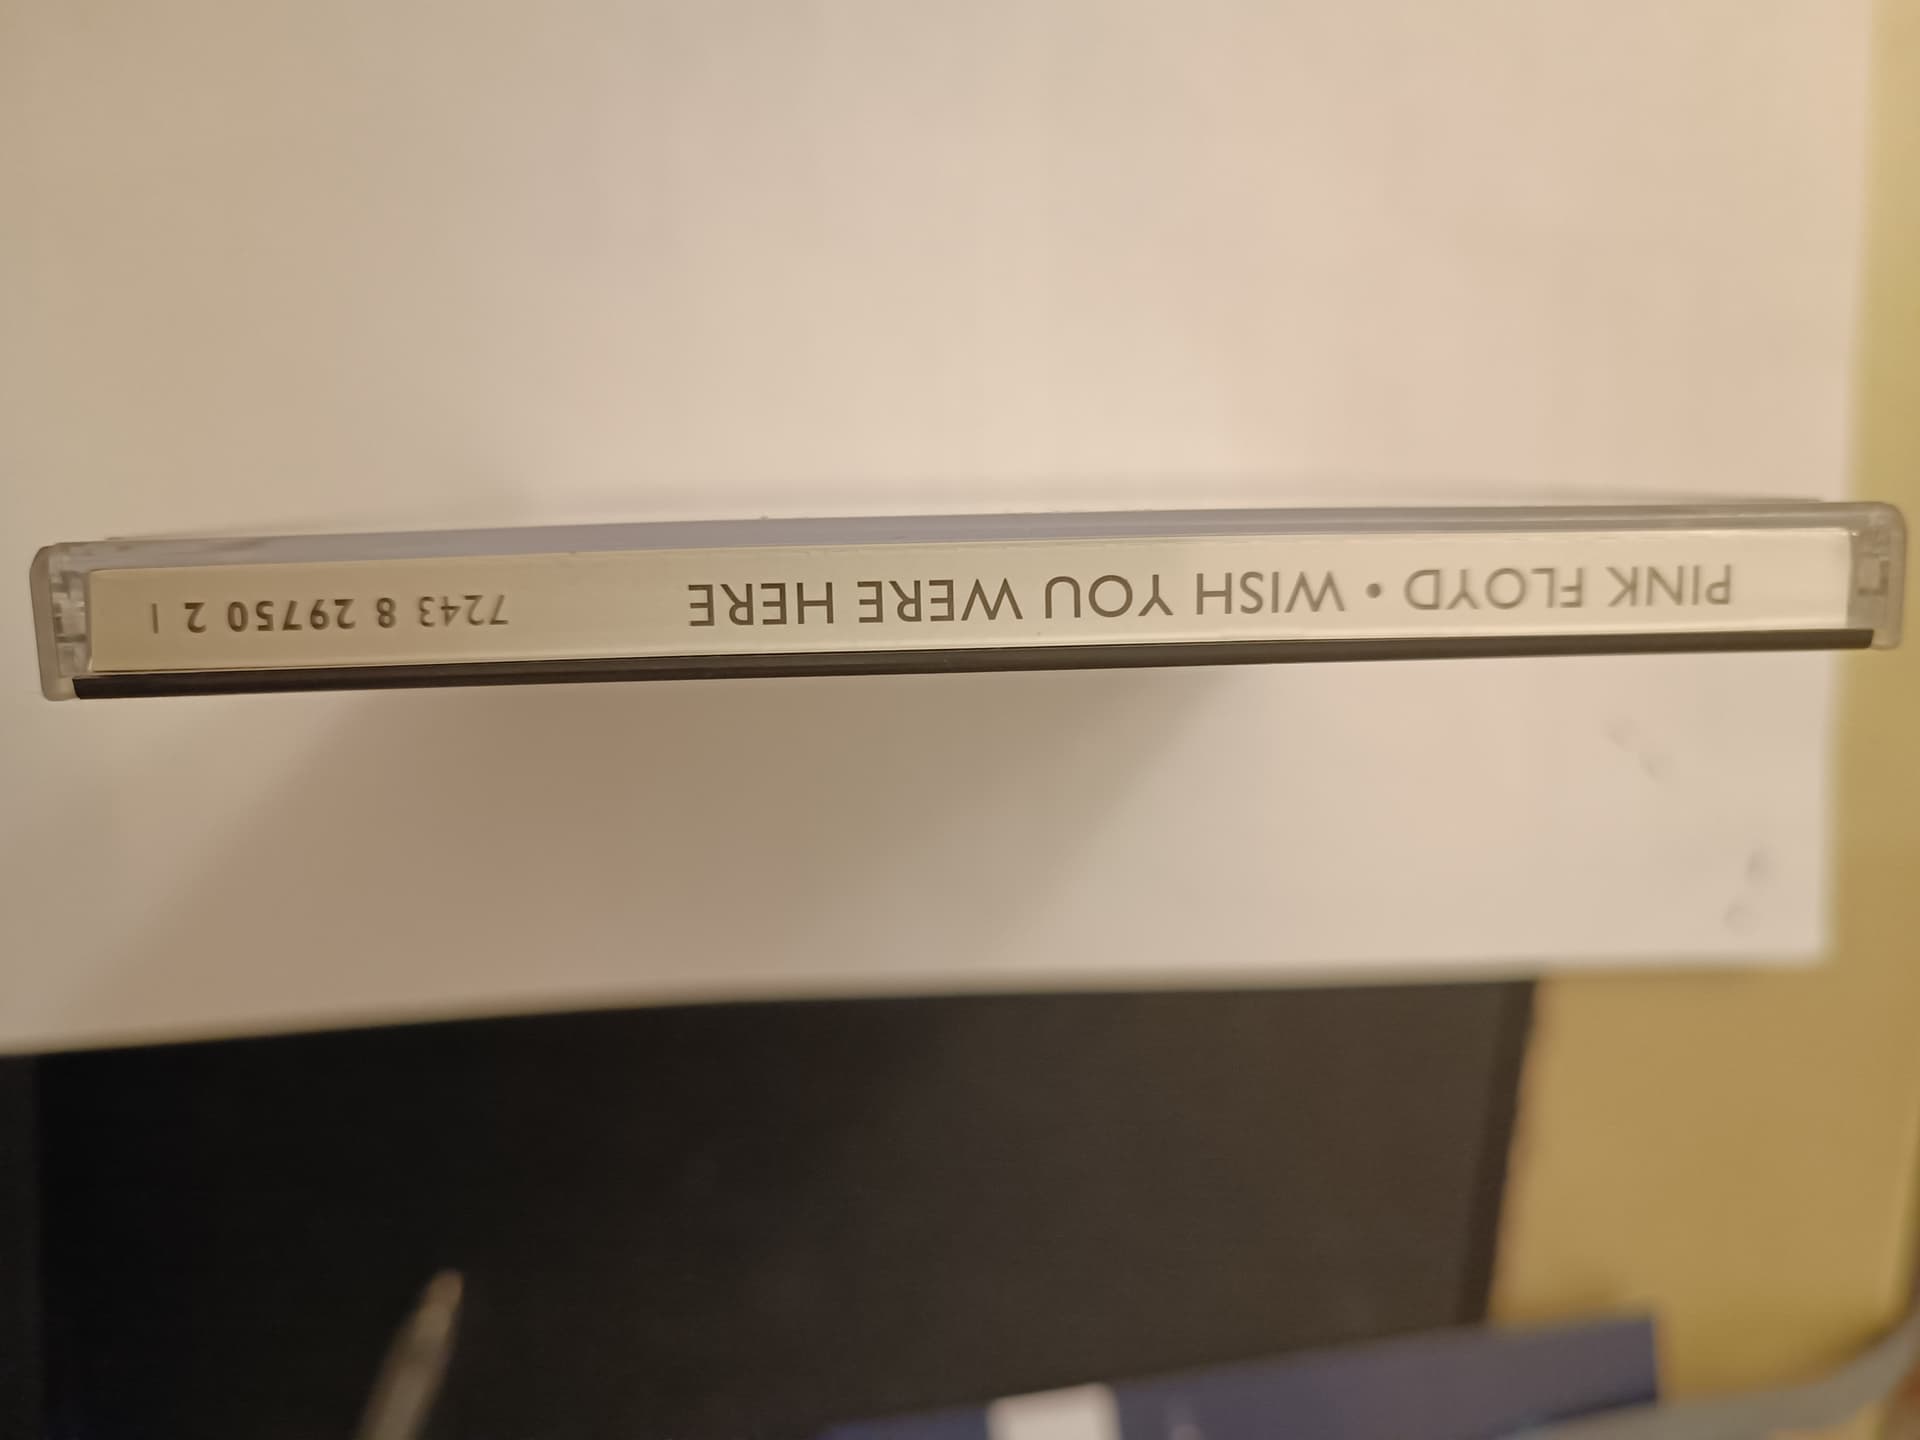 PINK FLOYD • WISH YOU WERE HERE 7243 8 29750 2 1